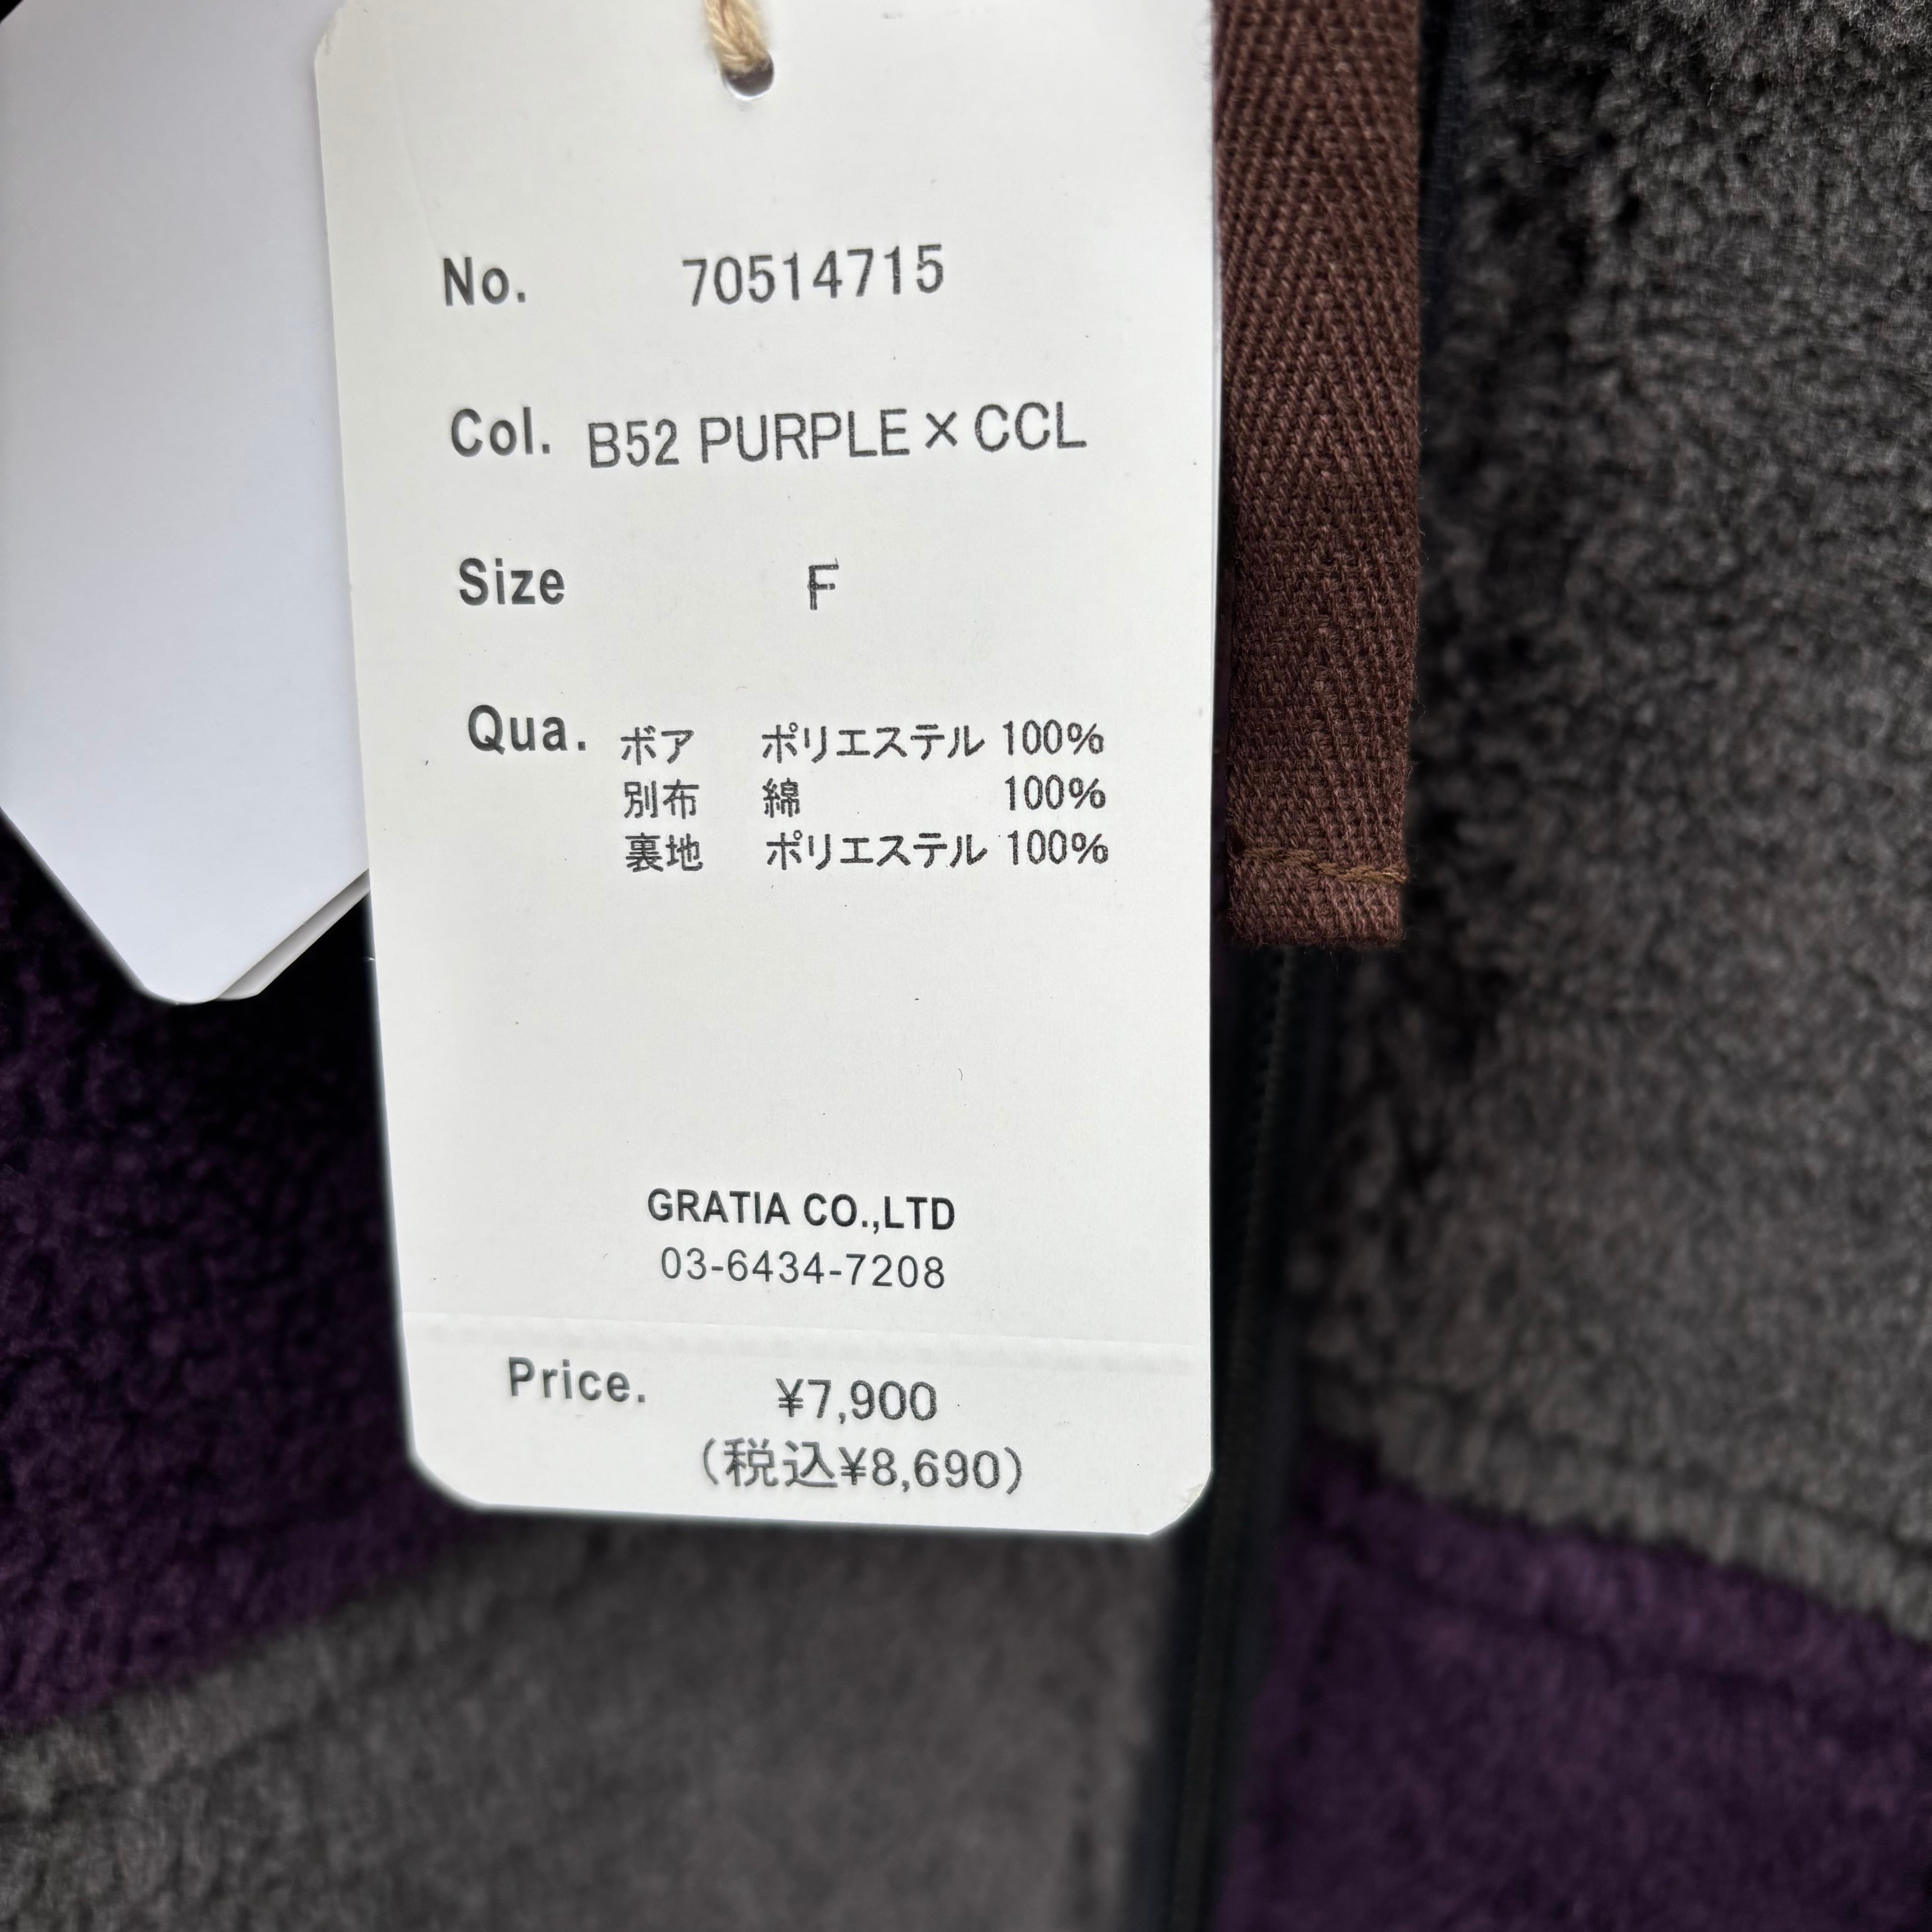 No. 70514715
Col. B52 PURPLE×CCL
Size F
Qua. ボア ポリエステル 100%
別布 綿 100%
裏地 ポリエステル 100%
GRATIA CO.,LTD
03-6434-7208
Price. ¥7,900
(税込¥8,690)